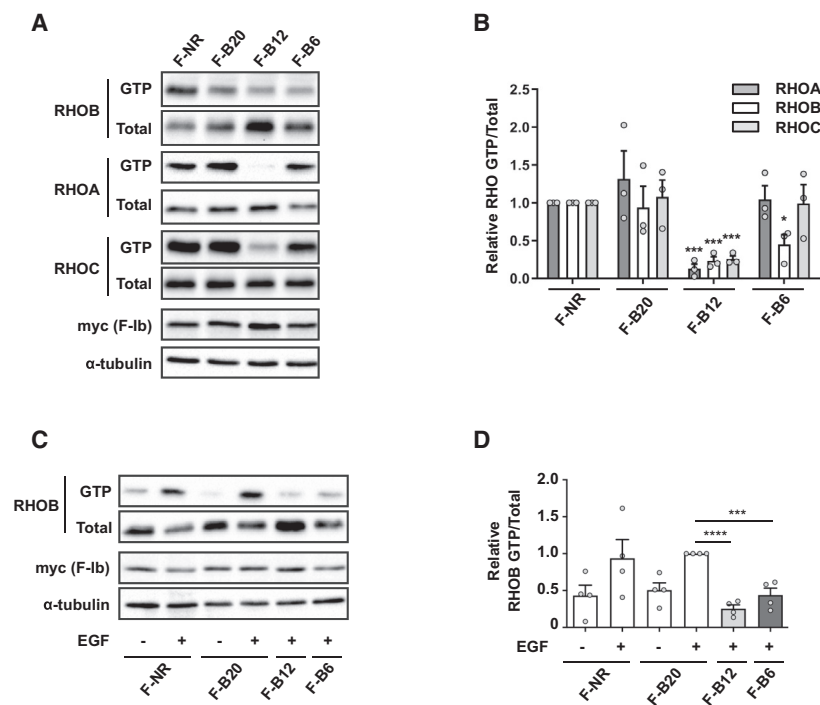 A
F-NR F-B20 F-B12 F-B6
RHOB
GTP
Total
RHOA
GTP
Total
RHOC
GTP
Total
myc (F-Ib)
α-tubulin
B
Relative RHO GTP/Total
2.5
2.0
1.5
1.0
0.5
0.0
RHOA
RHOB
RHOC
*** *** ***
*
F-NR F-B20 F-B12 F-B6
C
RHOB
GTP
Total
myc (F-Ib)
α-tubulin
EGF - + - + + +
F-NR F-B20 F-B12 F-B6
D
Relative
RHOB GTP/Total
2.0
1.5
1.0
0.5
0
***
****
EGF - + - + + +
F-NR F-B20 F-B12 F-B6